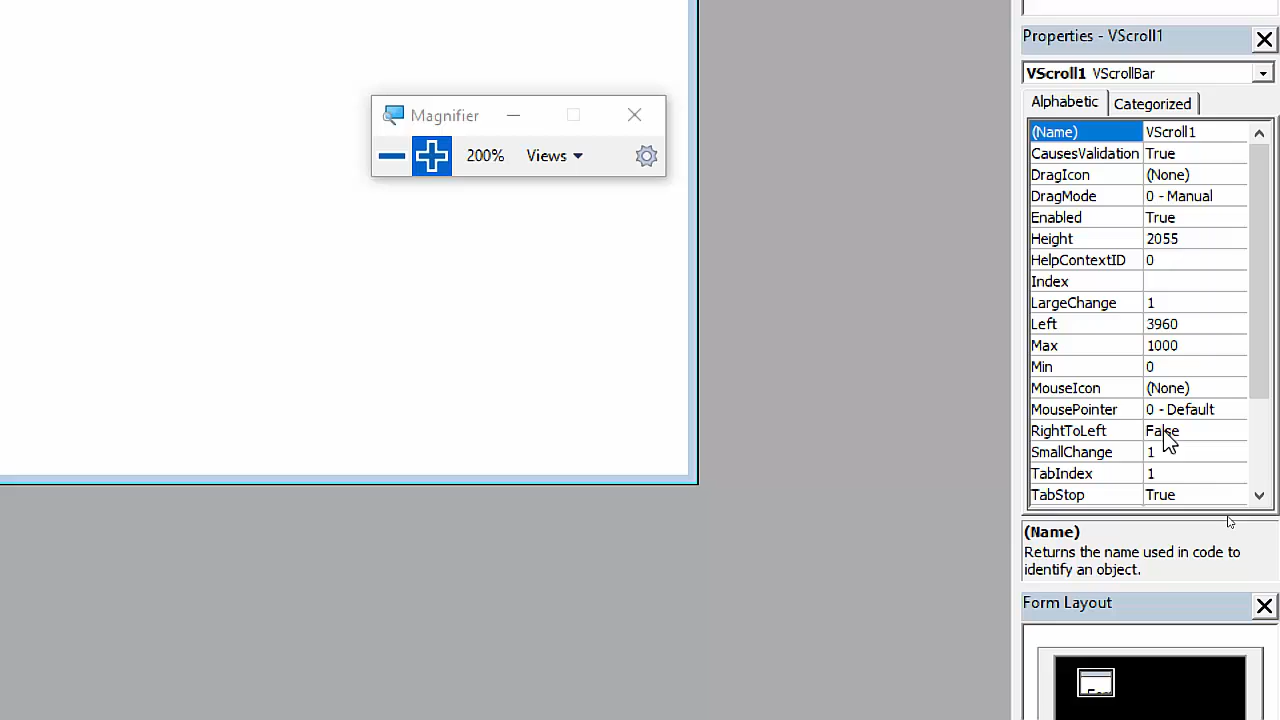 Properties - VScroll1
VScroll1 VScrollBar
Alphabetic Categorized
Magnifier
200% Views
(Name) VScroll1
CausesValidation True
DragIcon (None)
DragMode 0 - Manual
Enabled True
Height 2055
HelpContextID 0
Index
LargeChange 1
Left 3960
Max 1000
Min 0
MouseIcon (None)
MousePointer 0 - Default
RightToLeft False
SmallChange 1
TabIndex 1
TabStop True
(Name)
Returns the name used in code to
identify an object.
Form Layout